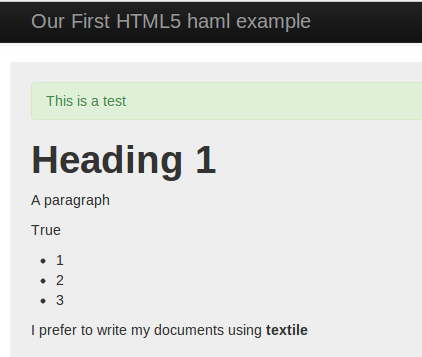 Our First HTML5 haml example
This is a test
Heading 1
A paragraph
True
1
2
3
I prefer to write my documents using textile